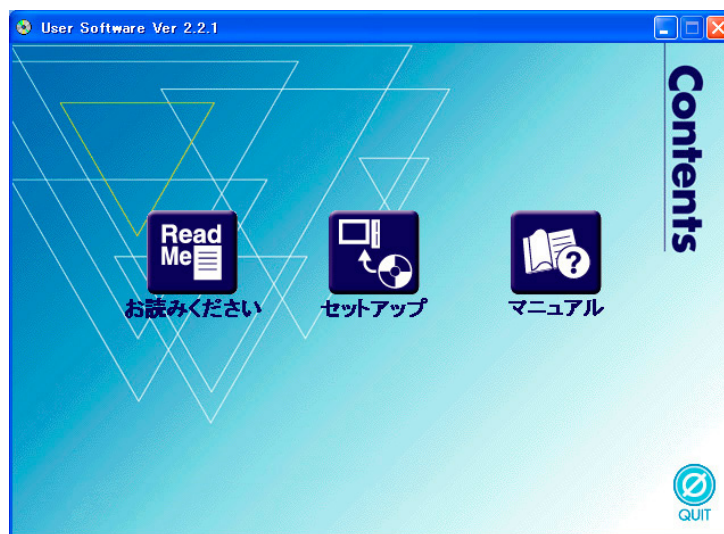 User Software Ver 2.2.1
Contents
Read
Me
お読みください
セットアップ
マニュアル
QUIT